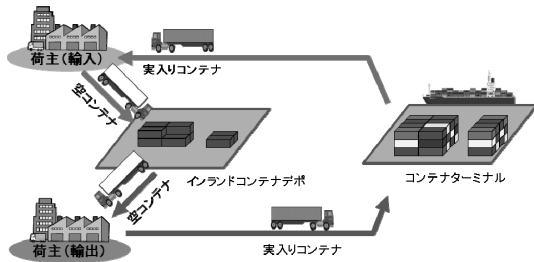 荷主(輸入)
実入りコンテナ
空コンテナ
インランドコンテナデポ
コンテナターミナル
空コンテナ
荷主(輸出)
実入りコンテナ